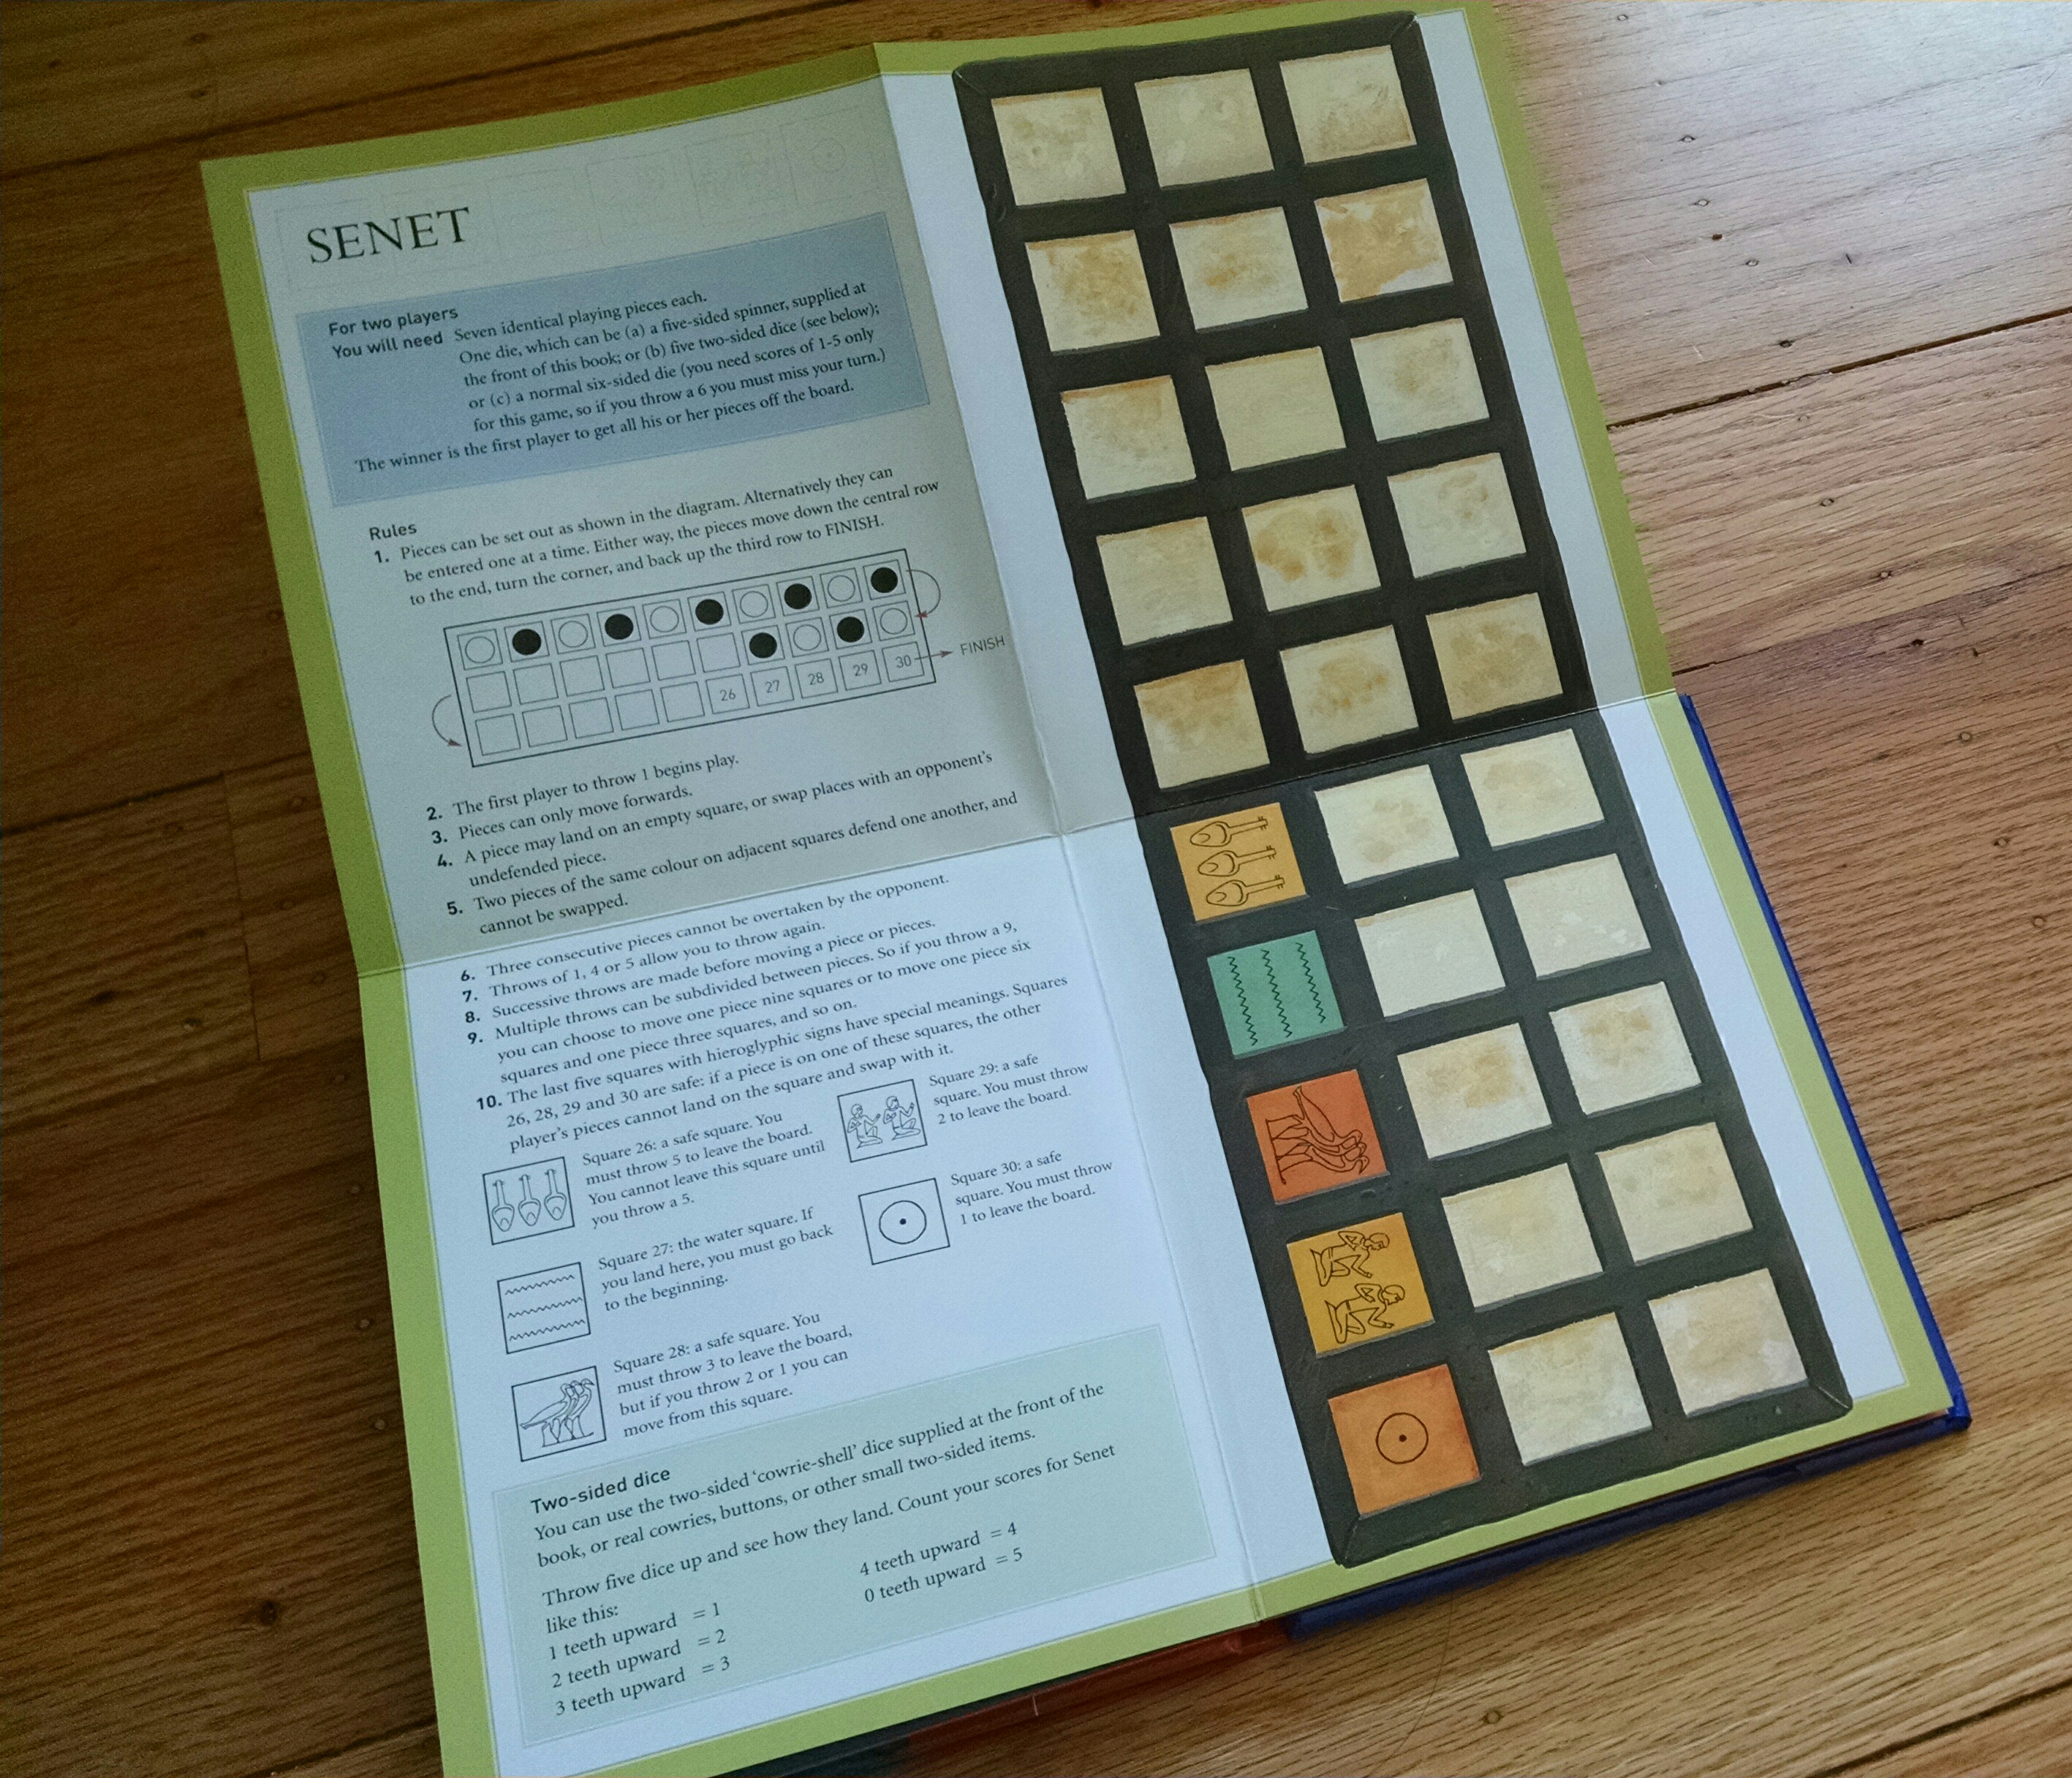 SENET
For two players
You will need Seven identical playing pieces each.
One die, which can be (a) a five-sided spinner, supplied at
the front of this book; or (b) five two-sided dice (see below);
or (c) a normal six-sided die (you need scores of 1-5 only
for this game, so if you throw a 6 you must miss your turn.)
The winner is the first player to get all his or her pieces off the board.
Rules
1. Pieces can be set out as shown in the diagram. Alternatively they can
be entered one at a time. Either way, the pieces move down the central row
to the end, turn the corner, and back up the third row to FINISH.
26 27 28 29 30 FINISH
2. The first player to throw 1 begins play.
3. Pieces can only move forwards.
4. A piece may land on an empty square, or swap places with an opponent's
undefended piece.
5. Two pieces of the same colour on adjacent squares defend one another, and
cannot be swapped.
6. Three consecutive pieces cannot be overtaken by the opponent.
7. Throws of 1, 4 or 5 allow you to throw again.
8. Successive throws are made before moving a piece or pieces.
9. Multiple throws can be subdivided between pieces. So if you throw a 9,
you can choose to move one piece nine squares or to move one piece six
squares and one piece three squares, and so on.
10. The last five squares with hieroglyphic signs have special meanings. Squares
26, 28, 29 and 30 are safe: if a piece is on one of these squares, the other
player's pieces cannot land on the square and swap with it.
Square 26: a safe square. You
must throw 5 to leave the board.
You cannot leave this square until
you throw a 5.
Square 27: the water square. If
you land here, you must go back
to the beginning.
Square 28: a safe square. You
must throw 3 to leave the board,
but if you throw 2 or 1 you can
move from this square.
Square 29: a safe
square. You must throw
2 to leave the board.
Square 30: a safe
square. You must throw
1 to leave the board.
Two-sided dice
You can use the two-sided 'cowrie-shell' dice supplied at the front of the
book, or real cowries, buttons, or other small two-sided items.
Throw five dice up and see how they land. Count your scores for Senet
like this:
1 teeth upward = 1
2 teeth upward = 2
3 teeth upward = 3
4 teeth upward = 4
0 teeth upward = 5